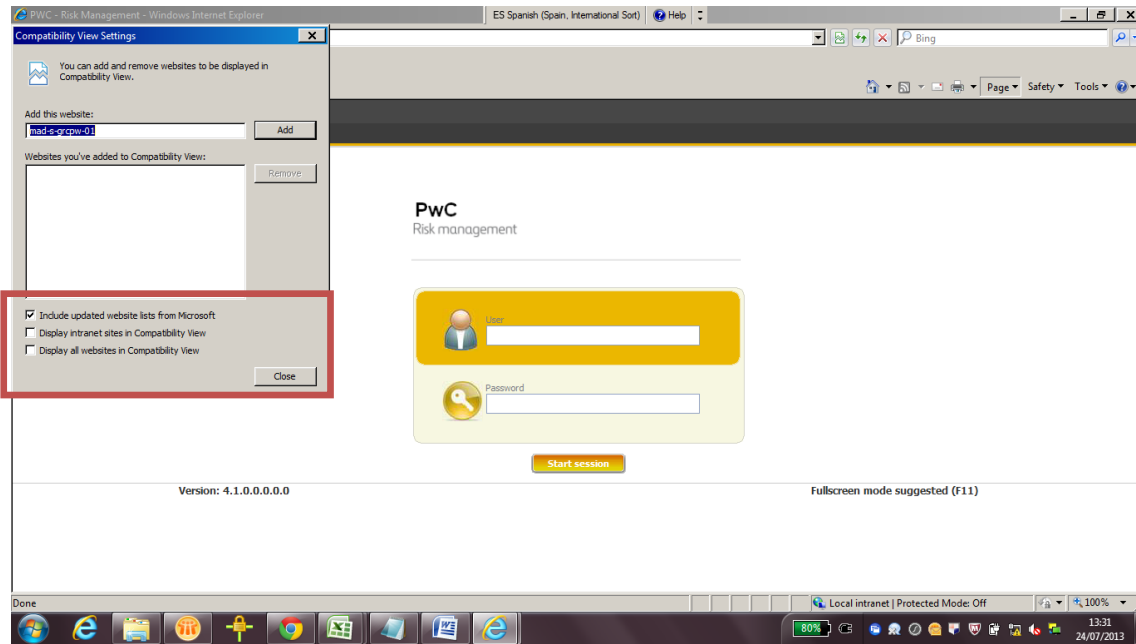 PWC - Risk Management - Windows Internet Explorer
ES Spanish (Spain, International Sort)
Help
Compatibility View Settings
Bing
You can add and remove websites to be displayed in
Compatibility View.
Page
Safety
Tools
Add this website:
mad-s-grcpw-01
Add
Websites you've added to Compatibility View:
Remove
PwC
Risk management
Include updated website lists from Microsoft
Display intranet sites in Compatibility View
Display all websites in Compatibility View
Close
User
Password
Start session
Version: 4.1.0.0.0.0.0
Fullscreen mode suggested (F11)
Done
Local intranet | Protected Mode: Off
100%
80%
13:31
24/07/2013